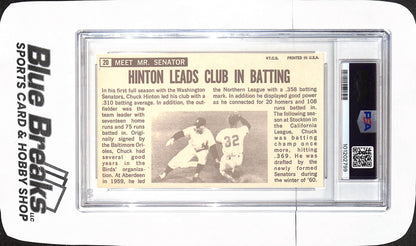 Blue Breaks LLC
SPORTS CARD & HOBBY SHOP
20 MEET MR. SENATOR
©T.C.G. PRINTED IN U.S.A.
HINTON LEADS CLUB IN BATTING
In his first full season with the Washington
Senators, Chuck Hinton led his club with a
.310 batting average. In addition, the out-
fielder was the
team leader with
seventeen home
runs and 75 runs
batted in. Orig-
inally signed by
the Baltimore Ori-
oles, Chuck had
several good
years in the
Birds' organiza-
tion. At Aberdeen
in 1959, he led
the Northern League with a .358 batting
mark. In addition he displayed good power
as he connected for 20 homers and 108
runs batted in.
The following sea-
son at Stockton in
the California
League, Chuck
was batting
champ once
more, hitting
.369. He was
drafted by the
newly formed
Senators during
the winter of '60.
32
PSA
101202799